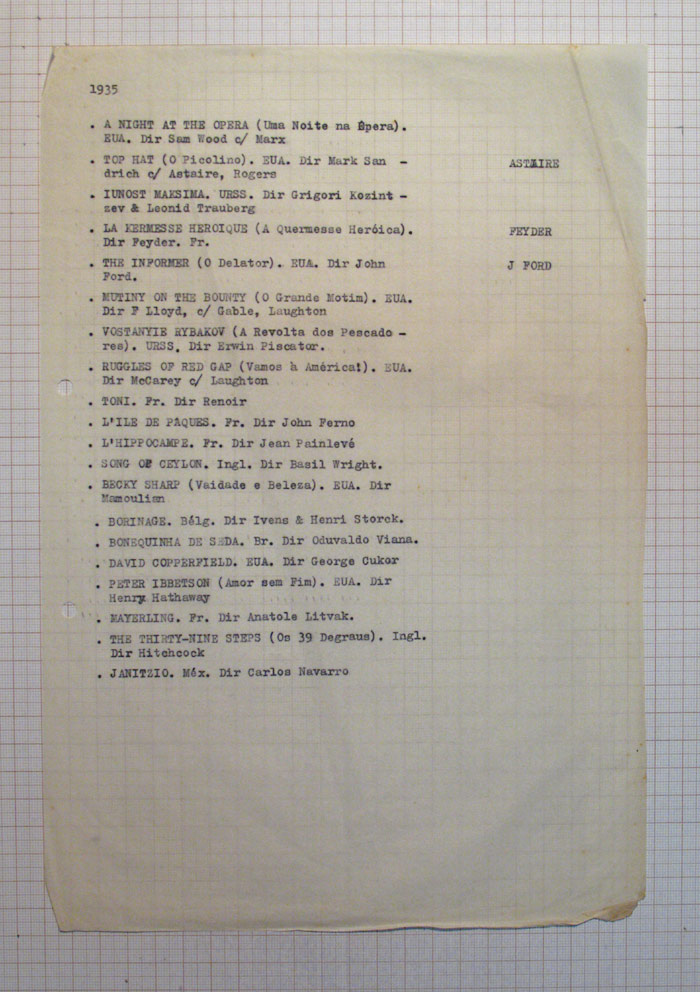 1935
. A NIGHT AT THE OPERA (Uma Noite na Ópera).
EUA. Dir Sam Wood c/ Marx
. TOP HAT (O Picolino). EUA. Dir Mark San - ASTAIRE
drich c/ Astaire, Rogers
. IUNOST MAKSIMA. URSS. Dir Grigori Kozint -
zev & Leonid Trauberg
. LA KERMESSE HEROIQUE (A Quermesse Heróica). FEYDER
Dir Feyder. Fr.
. THE INFORMER (O Delator). EUA. Dir John J FORD
Ford.
. MUTINY ON THE BOUNTY (O Grande Motim). EUA.
Dir F Lloyd, c/ Gable, Laughton
. VOSTANYIE RYBAKOV (A Revolta dos Pescado -
res). URSS. Dir Erwin Piscator.
. RUGGLES OF RED GAP (Vamos à América!). EUA.
Dir McCarey c/ Laughton
. TONI. Fr. Dir Renoir
. L'ILE DE PÂQUES. Fr. Dir John Ferno
. L'HIPPOCAMPE. Fr. Dir Jean Painlevé
. SONG OF CEYLON. Ingl. Dir Basil Wright.
. BECKY SHARP (Vaidade e Beleza). EUA. Dir
Mamoulian
. BORINAGE. Bélg. Dir Ivens & Henri Storck.
. BONEQUINHA DE SEDA. Br. Dir Oduvaldo Viana.
. DAVID COPPERFIELD. EUA. Dir George Cukor
. PETER IBBETSON (Amor sem Fim). EUA. Dir
Henry Hathaway
. MAYERLING. Fr. Dir Anatole Litvak.
. THE THIRTY-NINE STEPS (Os 39 Degraus). Ingl.
Dir Hitchcock
. JANITZIO. Méx. Dir Carlos Navarro